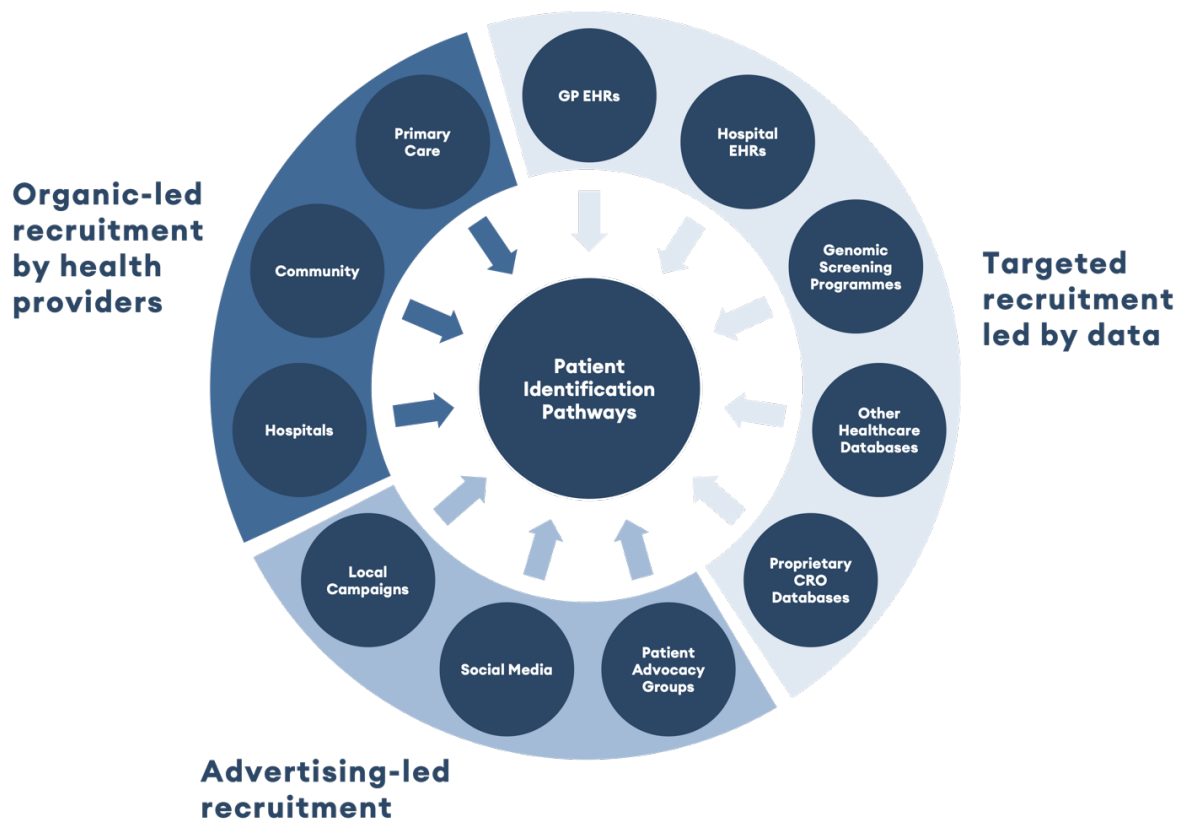 Organic-led
recruitment
by health
providers
Primary
Care
Community
Hospitals
GP EHRs
Hospital
EHRs
Genomic
Screening
Programmes
Other
Healthcare
Databases
Proprietary
CRO
Databases
Targeted
recruitment
led by data
Patient
Identification
Pathways
Local
Campaigns
Social Media
Patient
Advocacy
Groups
Advertising-led
recruitment